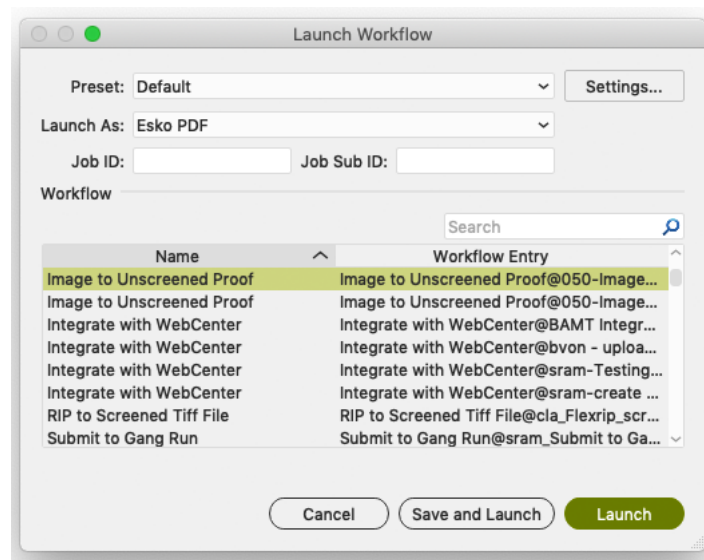 Launch Workflow
Preset: Default Settings...
Launch As: Esko PDF
Job ID: Job Sub ID:
Workflow
Search
Name Workflow Entry
Image to Unscreened Proof Image to Unscreened Proof@050-Image...
Image to Unscreened Proof Image to Unscreened Proof@050-Image...
Integrate with WebCenter Integrate with WebCenter@BAMT Integr...
Integrate with WebCenter Integrate with WebCenter@bvon - uploa...
Integrate with WebCenter Integrate with WebCenter@sram-Testing...
Integrate with WebCenter Integrate with WebCenter@sram-create ...
RIP to Screened Tiff File RIP to Screened Tiff File@cla_Flexrip_scr...
Submit to Gang Run Submit to Gang Run@sram_Submit to Ga...
Cancel Save and Launch Launch